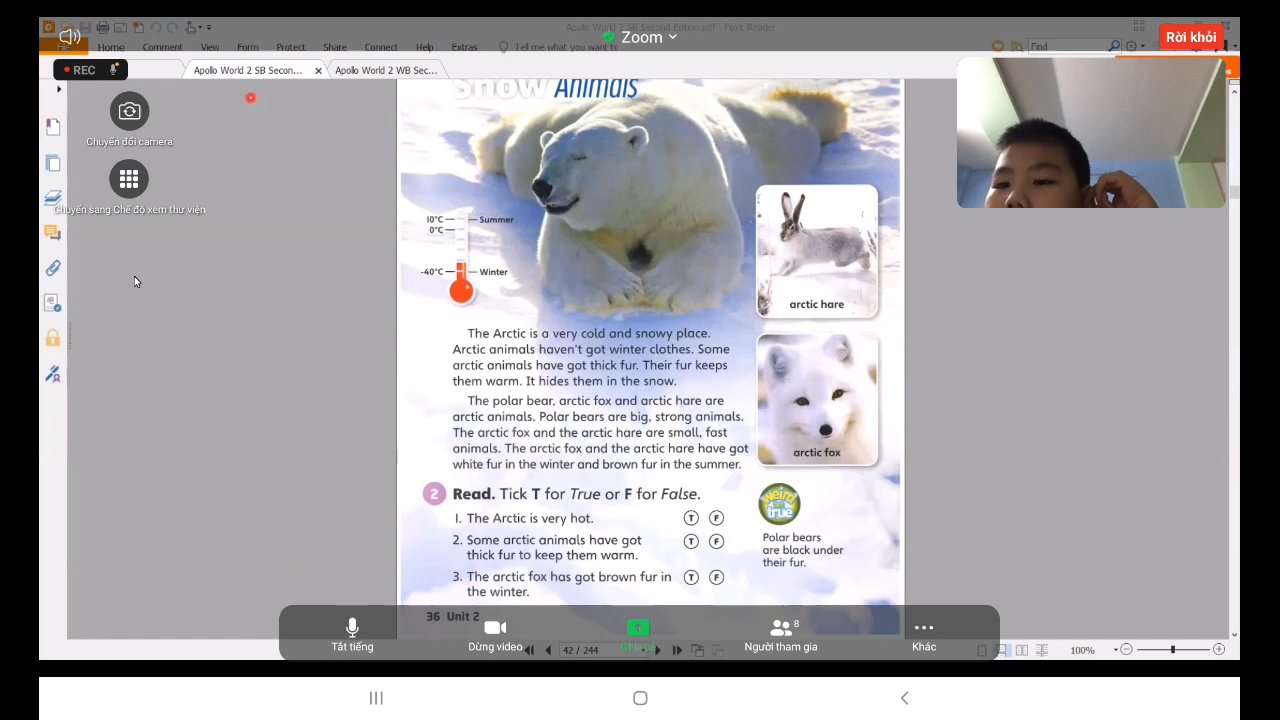 Apollo World 2 SB Second Edition.pdf - Foxit Reader
Zoom
Rời khỏi
File Home Comment View Form Protect Share Connect Help Extras Tell me what you want to Find
REC
Apollo World 2 SB Secon...
Apollo World 2 WB Sec...
Chuyển đổi camera
Chuyển sang Chế độ xem thư viện
Snow Animals
10°C Summer
0°C
-40°C Winter
arctic hare
The Arctic is a very cold and snowy place.
Arctic animals haven't got winter clothes. Some
arctic animals have got thick fur. Their fur keeps
them warm. It hides them in the snow.
The polar bear, arctic fox and arctic hare are
arctic animals. Polar bears are big, strong animals.
The arctic fox and the arctic hare are small, fast
animals. The arctic fox and the arctic hare have got
white fur in the winter and brown fur in the summer.
arctic fox
2 Read. Tick T for True or F for False.
1. The Arctic is very hot. T F
2. Some arctic animals have got T F
thick fur to keep them warm.
3. The arctic fox has got brown fur in T F
the winter.
weird but true
Polar bears
are black under
their fur.
36 Unit 2
8
Tắt tiếng
Dừng video
Người tham gia
Khác
42 / 244
100%